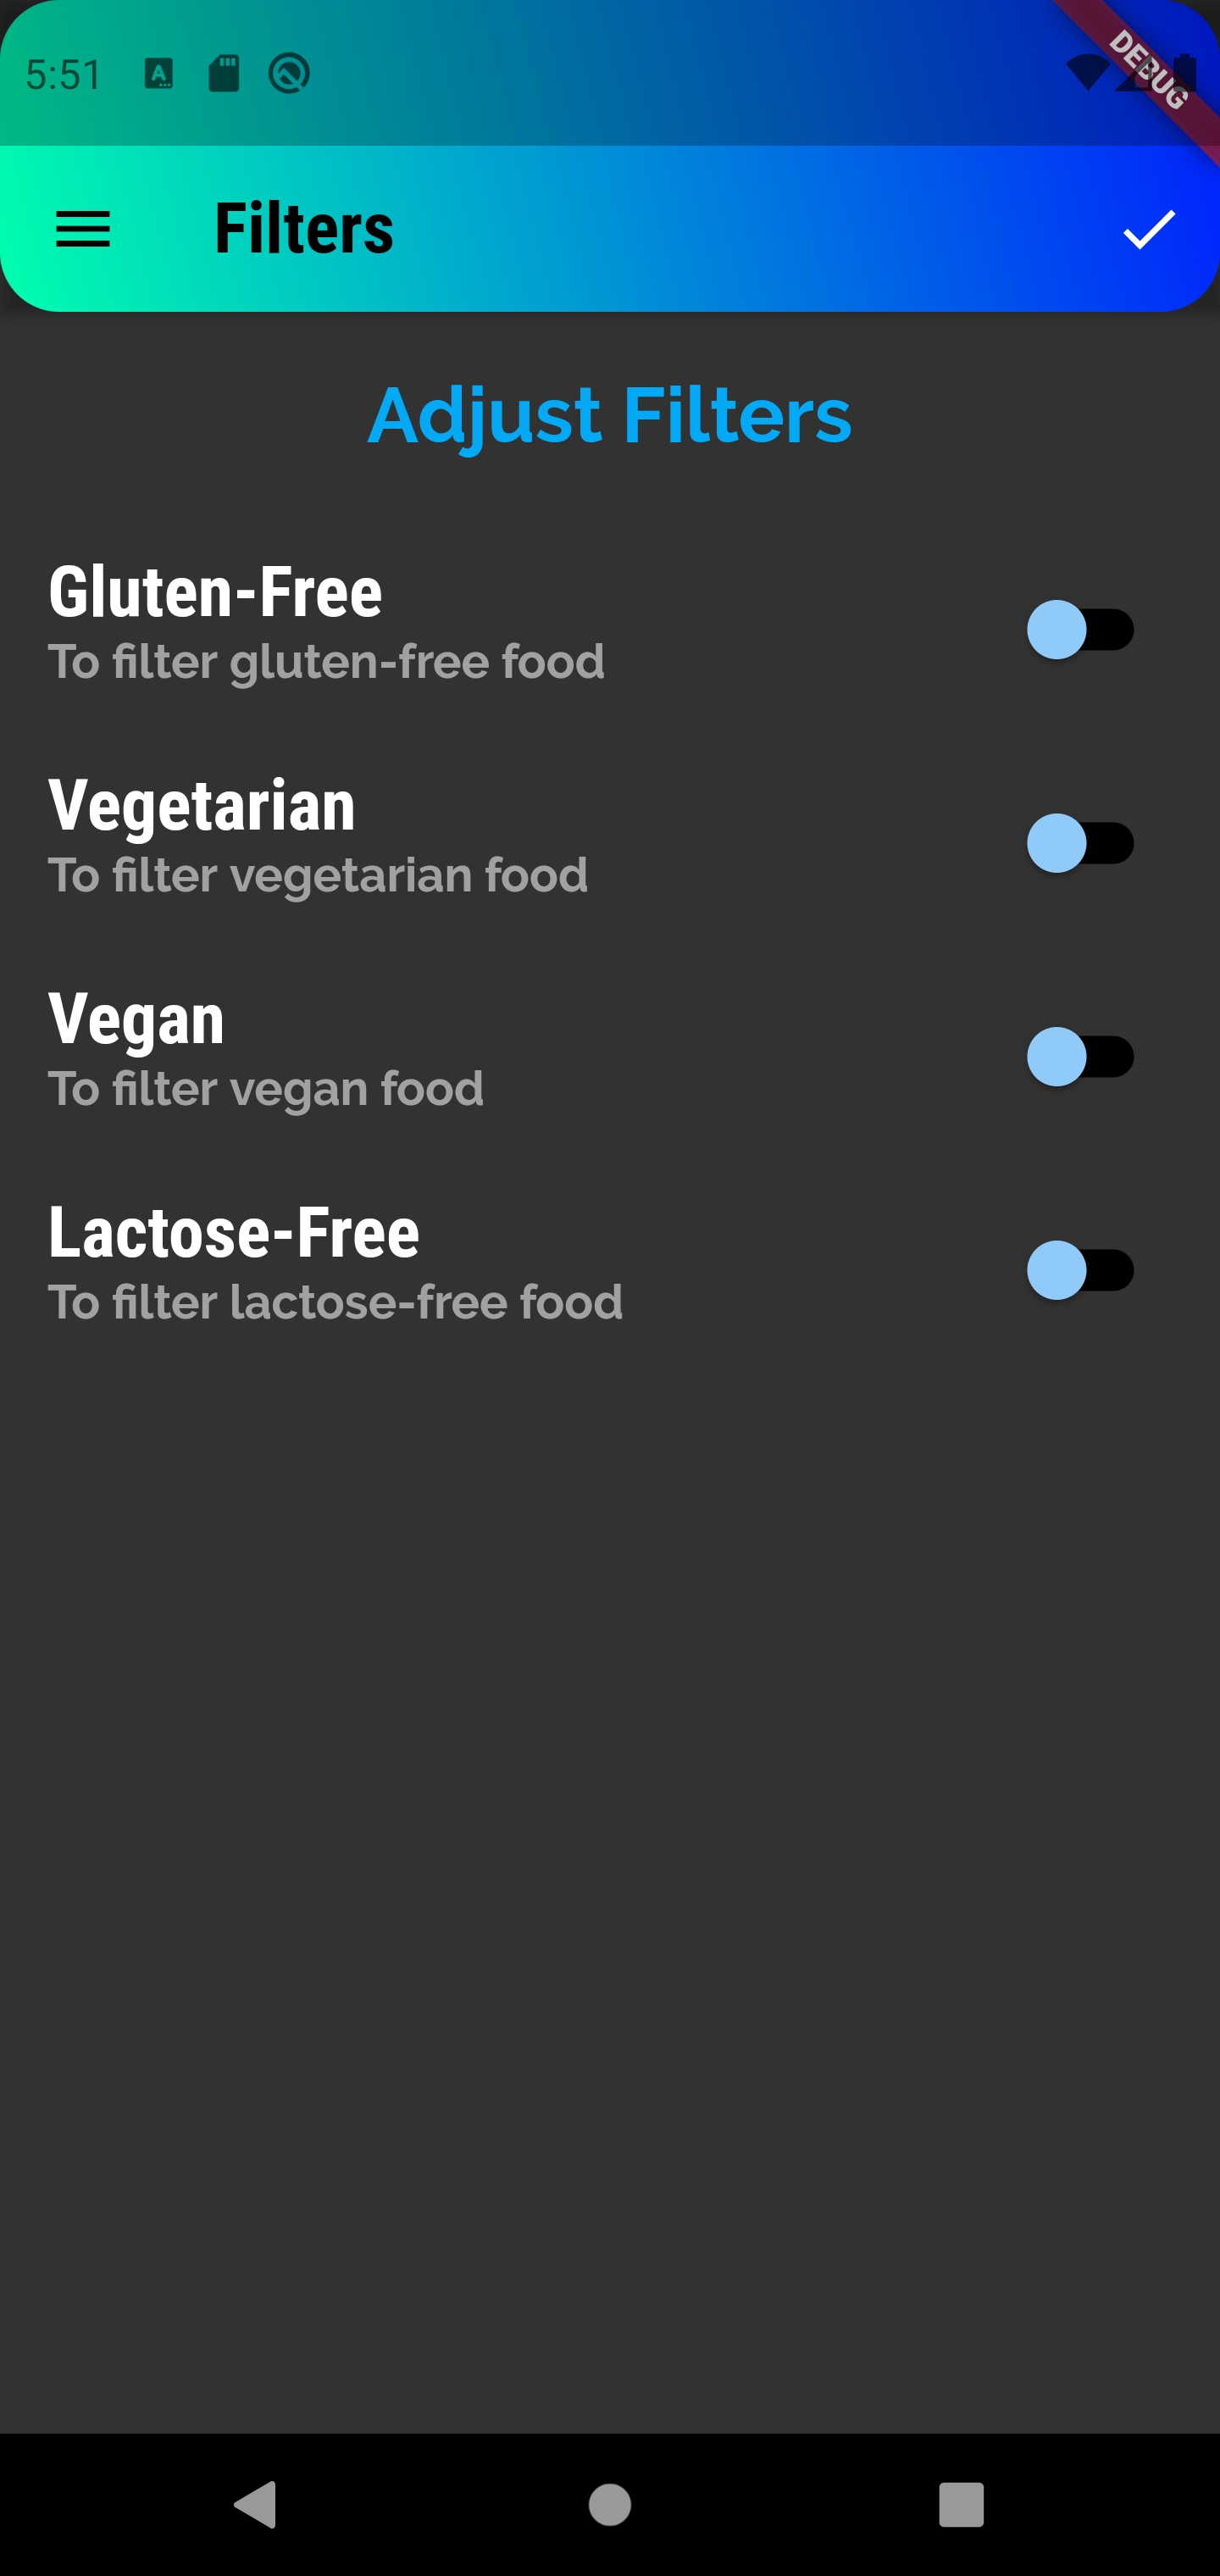 5:51
DEBUG
Filters
Adjust Filters
Gluten-Free
To filter gluten-free food
Vegetarian
To filter vegetarian food
Vegan
To filter vegan food
Lactose-Free
To filter lactose-free food